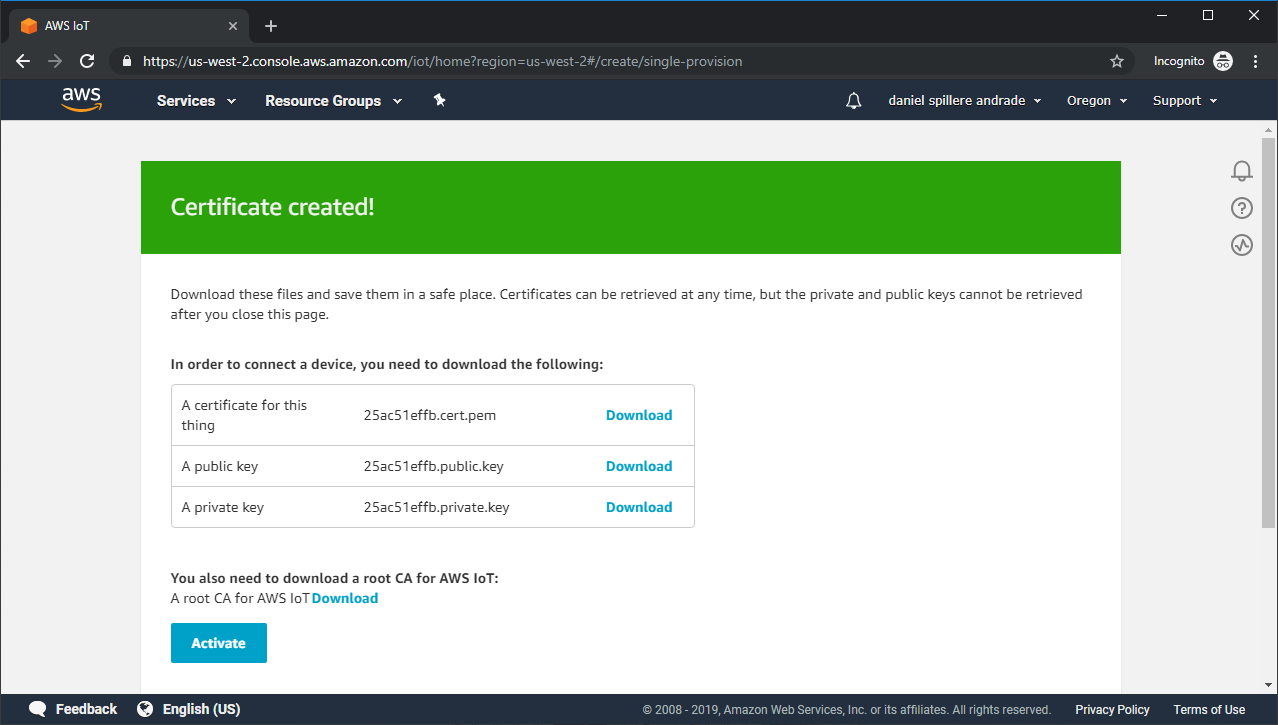 AWS IoT
https://us-west-2.console.aws.amazon.com/iot/home?region=us-west-2#/create/single-provision
Incognito
aws
Services
Resource Groups
daniel spillere andrade
Oregon
Support
Certificate created!
Download these files and save them in a safe place. Certificates can be retrieved at any time, but the private and public keys cannot be retrieved
after you close this page.
In order to connect a device, you need to download the following:
A certificate for this
thing
25ac51effb.cert.pem
Download
A public key
25ac51effb.public.key
Download
A private key
25ac51effb.private.key
Download
You also need to download a root CA for AWS IoT:
A root CA for AWS IoT Download
Activate
Feedback
English (US)
© 2008 - 2019, Amazon Web Services, Inc. or its affiliates. All rights reserved.
Privacy Policy
Terms of Use